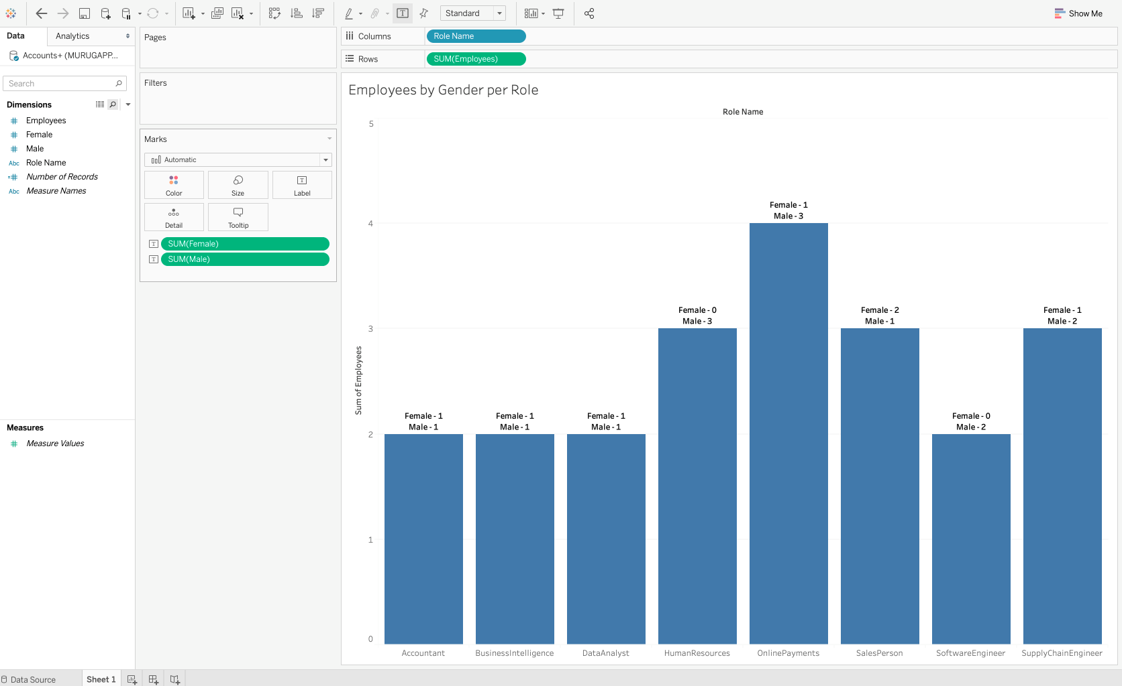 Standard
Show Me
Data
Analytics
Accounts+ (MURUGAPP...
Search
Dimensions
Employees
Female
Male
Abc Role Name
Number of Records
Abc Measure Names
Measures
Measure Values
Pages
Filters
Marks
Automatic
Color
Size
Label
Detail
Tooltip
SUM(Female)
SUM(Male)
Columns
Role Name
Rows
SUM(Employees)
Employees by Gender per Role
Role Name
Sum of Employees
5
4
3
2
1
0
Female - 1
Male - 1
Female - 1
Male - 1
Female - 1
Male - 1
Female - 0
Male - 3
Female - 1
Male - 3
Female - 2
Male - 1
Female - 0
Male - 2
Female - 1
Male - 2
Accountant
BusinessIntelligence
DataAnalyst
HumanResources
OnlinePayments
SalesPerson
SoftwareEngineer
SupplyChainEngineer
Data Source
Sheet 1